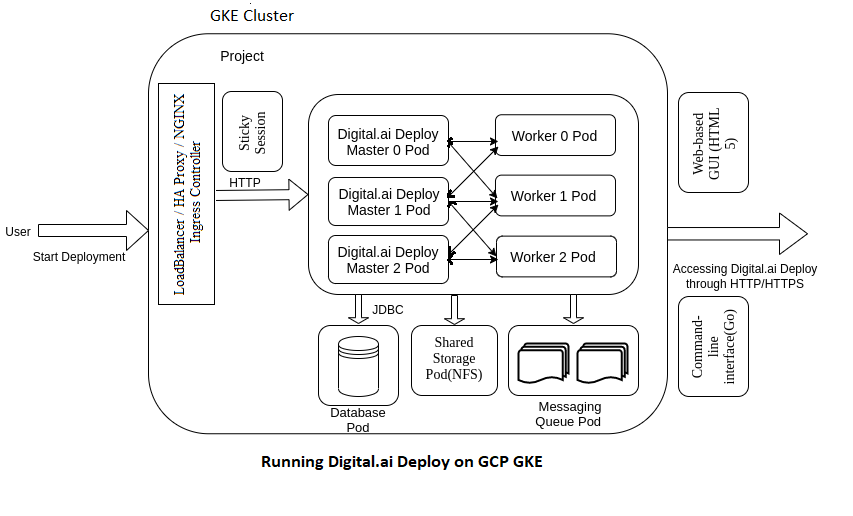 GKE Cluster
Project
LoadBalancer / HA Proxy / NGINX
Ingress Controller
Sticky
Session
HTTP
Digital.ai Deploy
Master 0 Pod
Digital.ai Deploy
Master 1 Pod
Digital.ai Deploy
Master 2 Pod
Worker 0 Pod
Worker 1 Pod
Worker 2 Pod
Web-based
GUI (HTML
5)
User
Start Deployment
Accessing Digital.ai Deploy
through HTTP/HTTPS
Command-
line
interface(Go)
JDBC
Database
Pod
Shared
Storage
Pod(NFS)
Messaging
Queue Pod
Running Digital.ai Deploy on GCP GKE